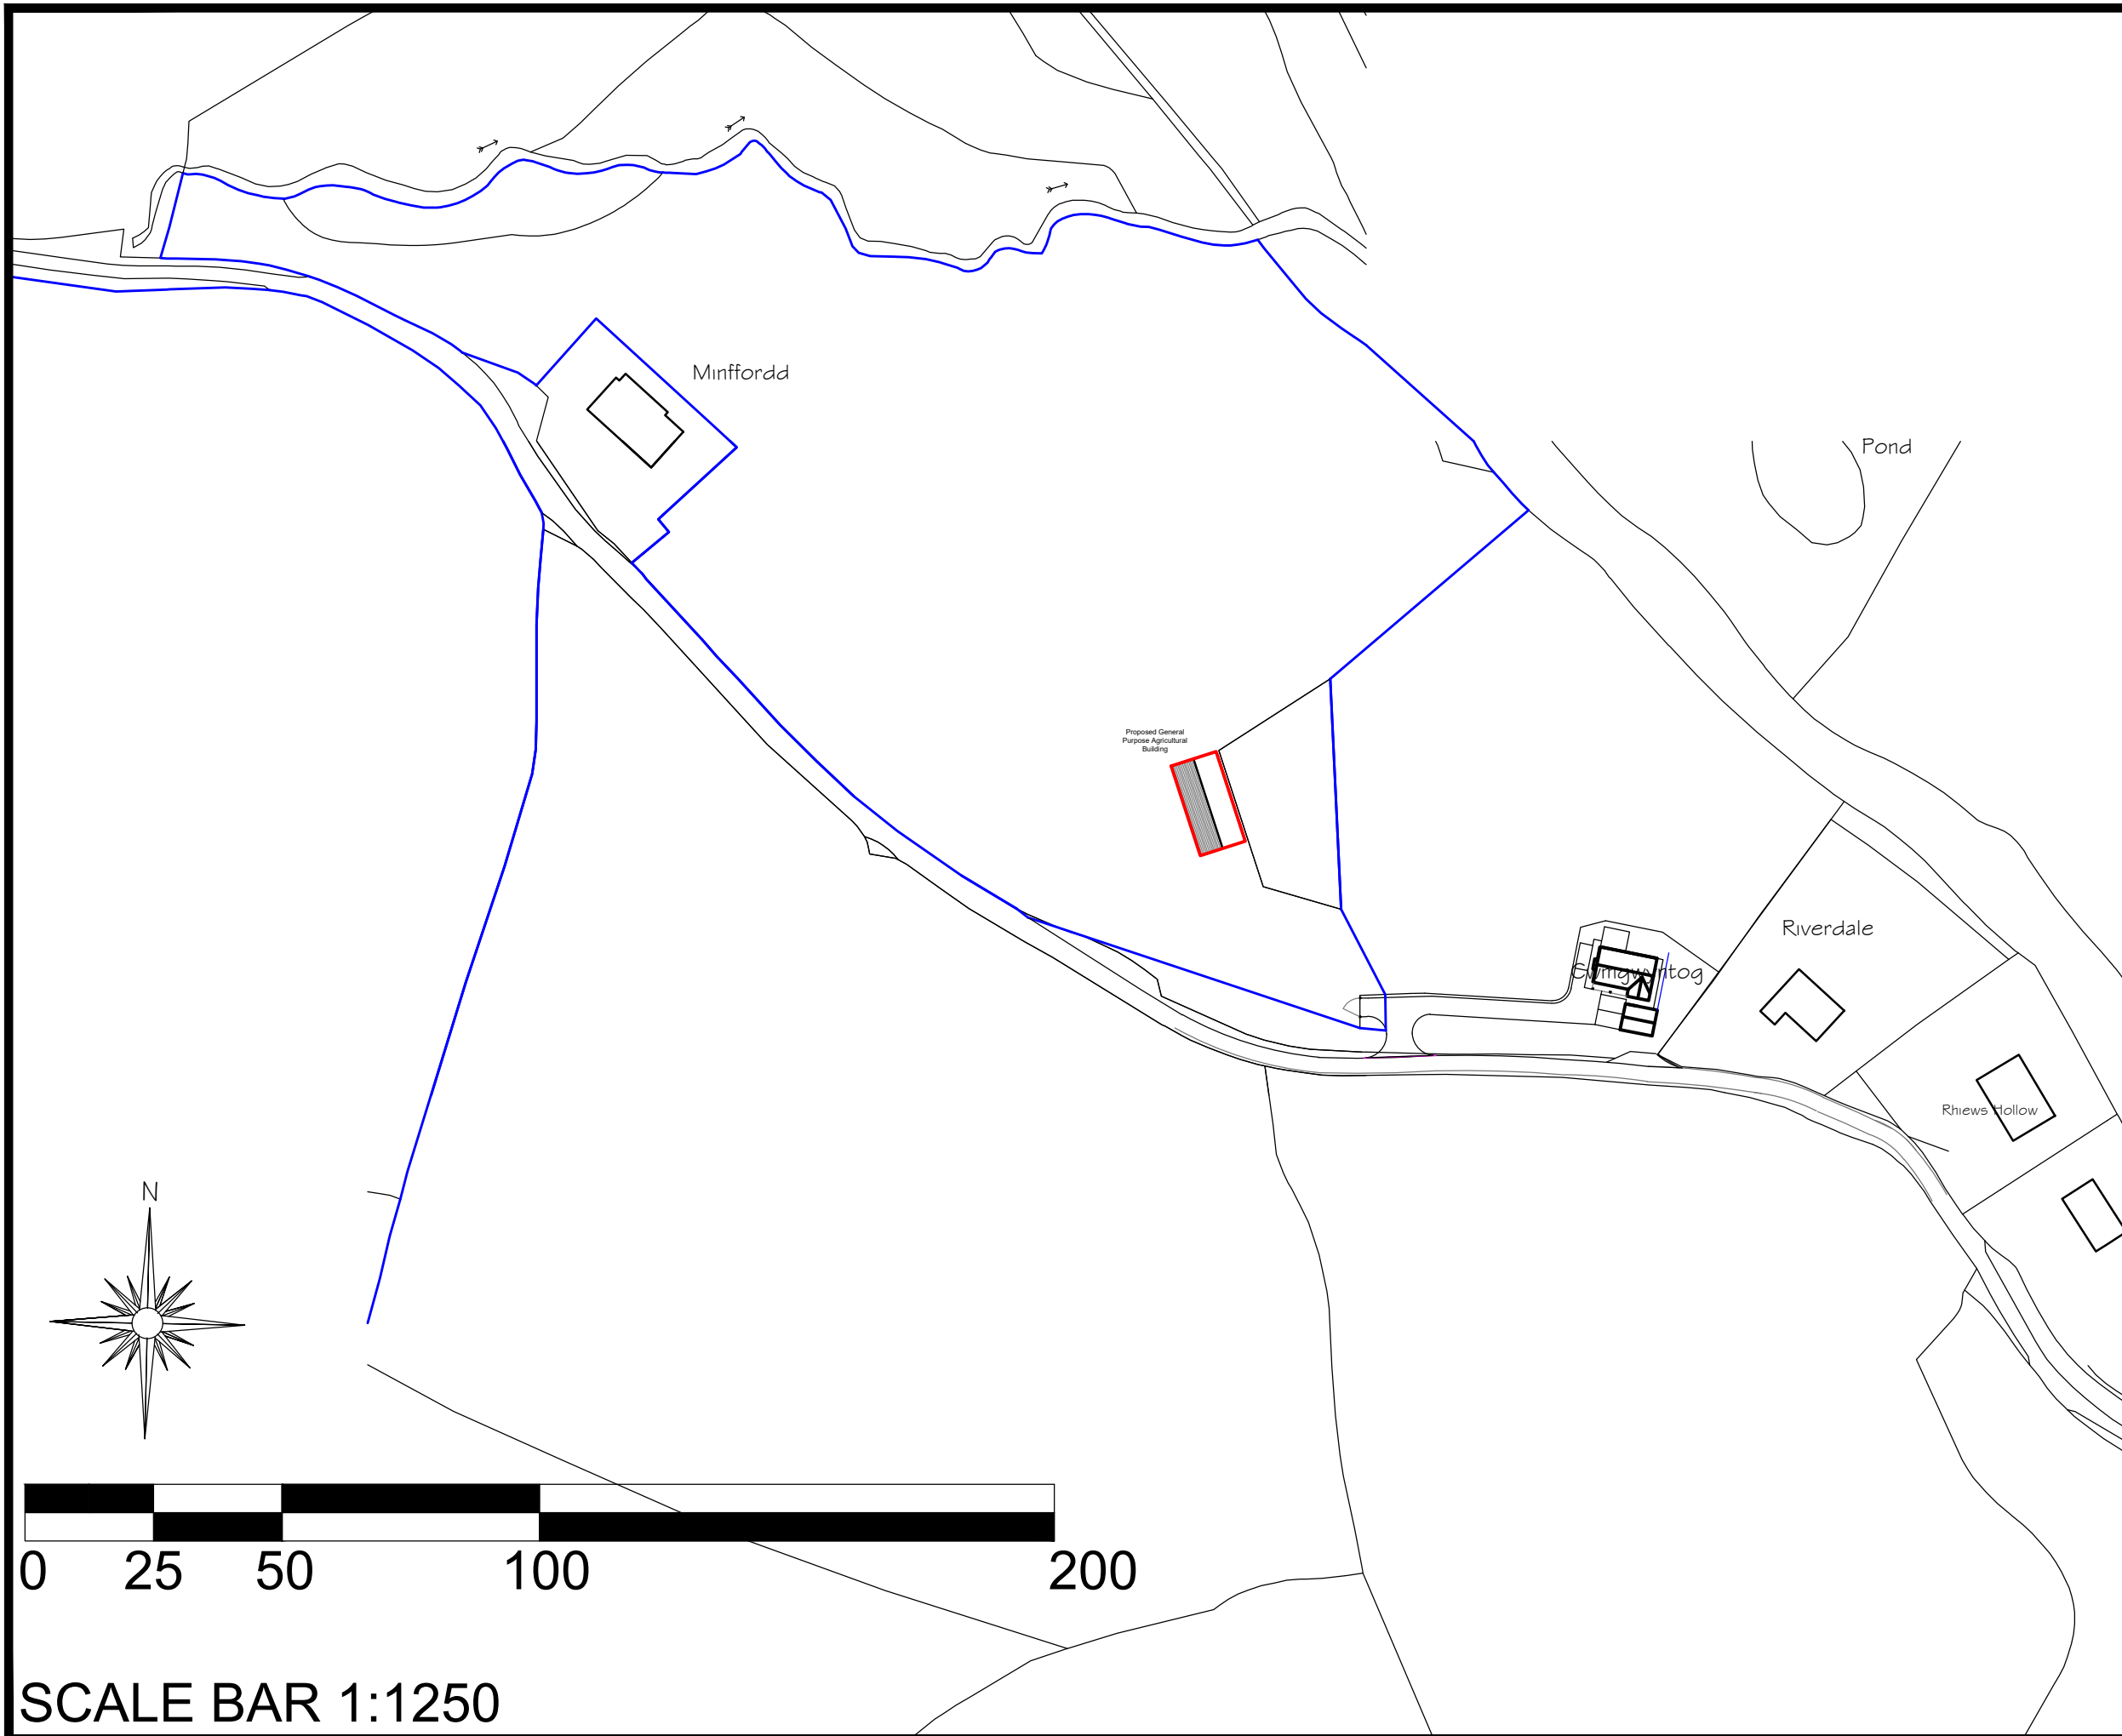 Minffordd
Pond
Proposed General
Purpose Agricultural
Building
Riverdale
Cwmgwyntog
Rhiews Hollow
N
0 25 50 100 200
SCALE BAR 1:1250